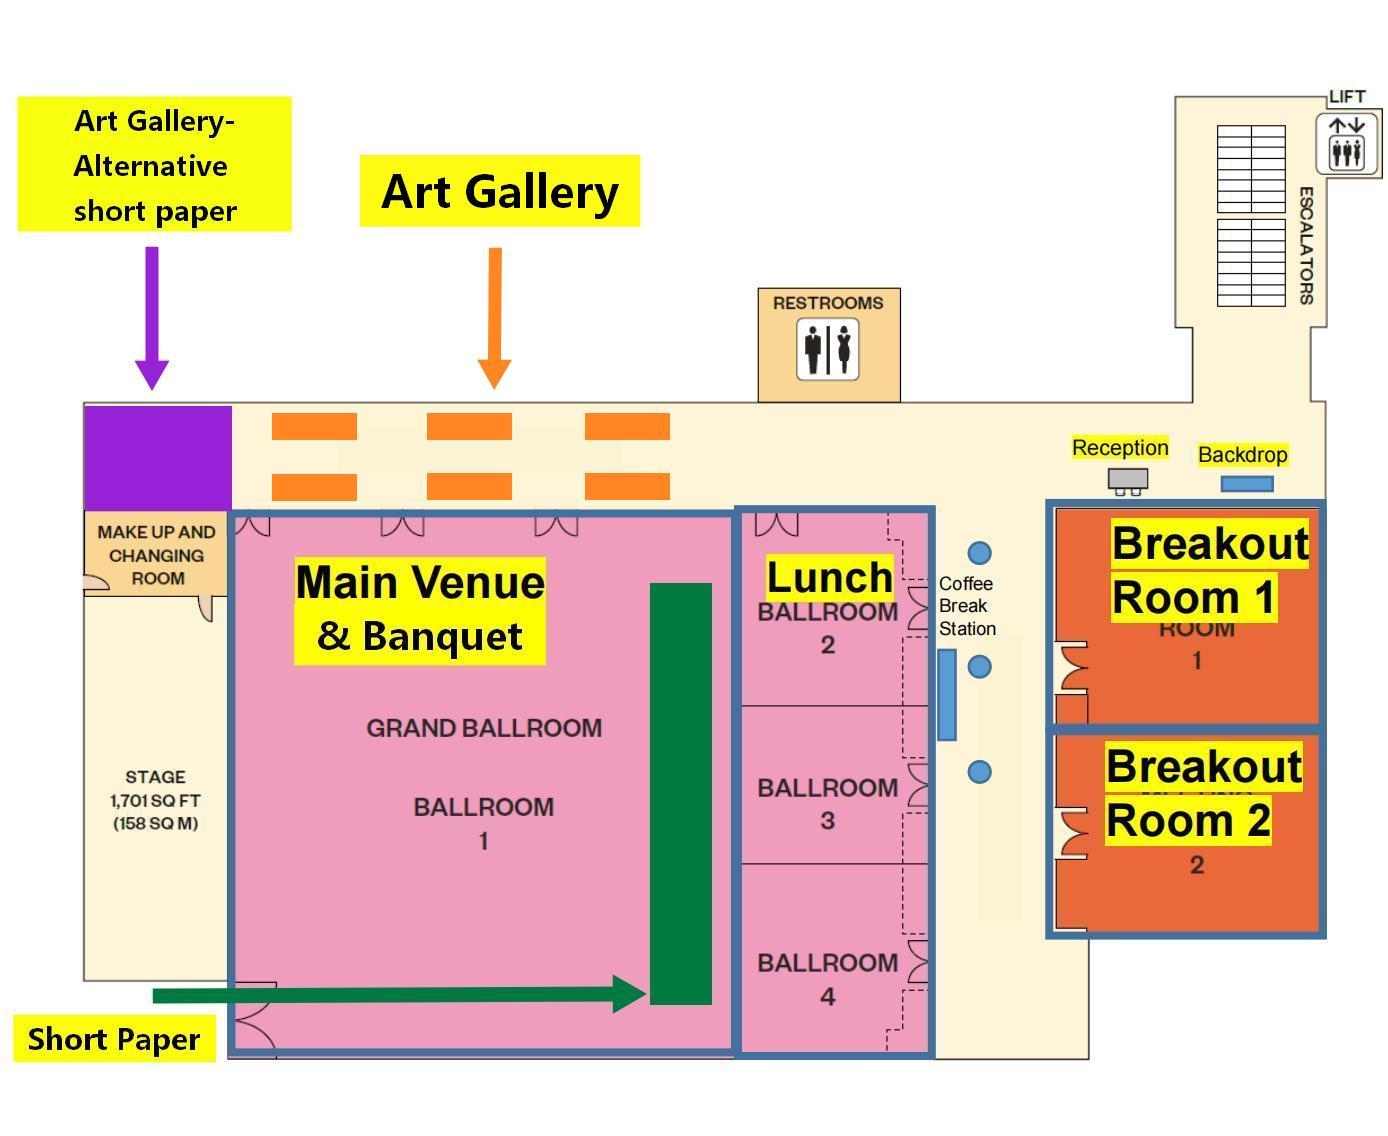 Art Gallery-
Alternative
short paper
Art Gallery
LIFT
ESCALATORS
RESTROOMS
Reception
Backdrop
MAKE UP AND
CHANGING
ROOM
Main Venue
& Banquet
GRAND BALLROOM
BALLROOM
1
STAGE
1,701 SQ FT
(158 SQ M)
Short Paper
Lunch
BALLROOM
2
BALLROOM
3
BALLROOM
4
Coffee
Break
Station
Breakout
Room 1
ROOM
1
Breakout
Room 2
2